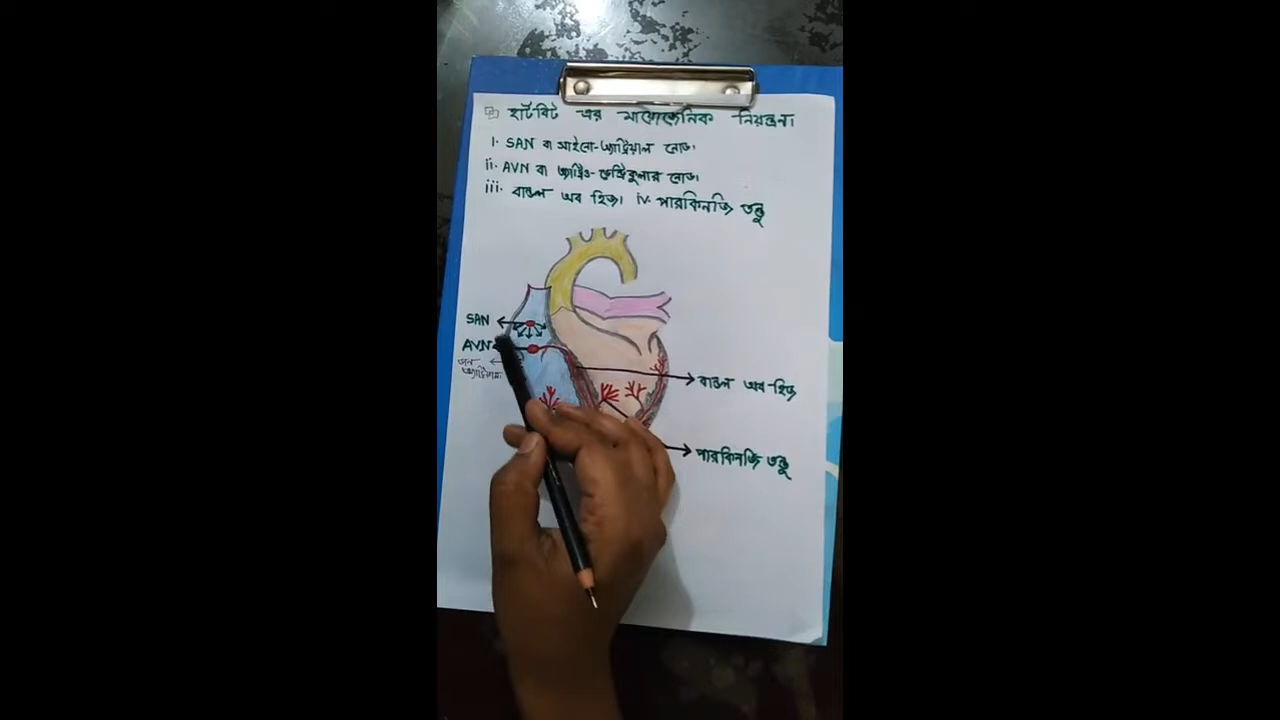 হার্টবিট এর মায়োজেনিক নিয়ন্ত্রনা
i. SAN বা সাইনো-অ্যাট্রিয়াল নোড।
ii. AVN বা অ্যাট্রিও-ভেন্ট্রিকুলার নোড।
iii. বান্ডল অব হিজ। iv. পারকিনজি তন্তু
SAN
AVN
ডান
বান্ডল অব-হিজ
পারকিনজি তন্তু